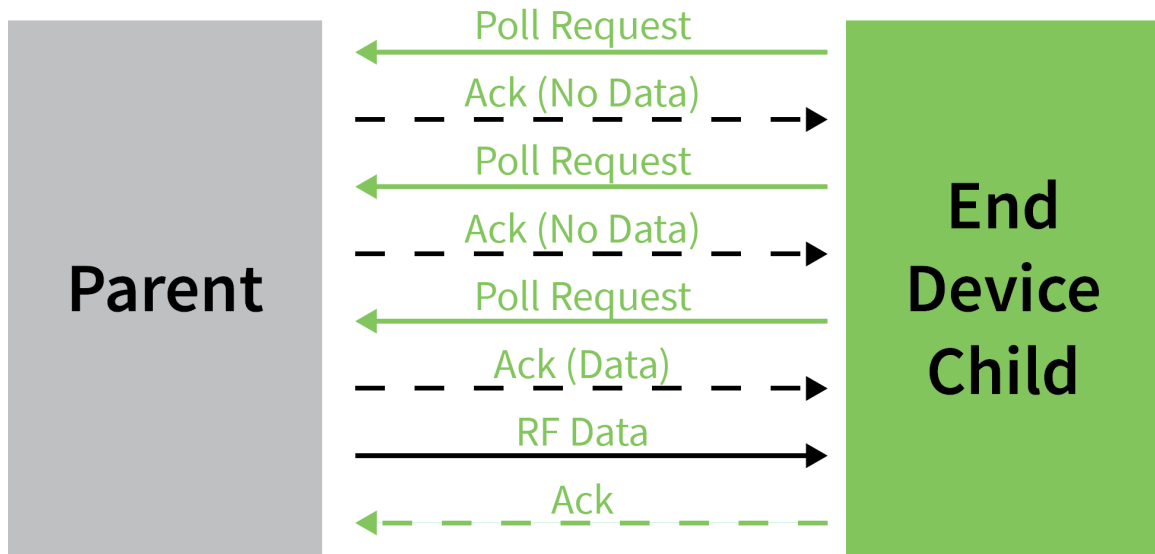 Poll Request
Ack (No Data)
Poll Request
Ack (No Data)
Poll Request
Ack (Data)
RF Data
Ack
Parent
End
Device
Child